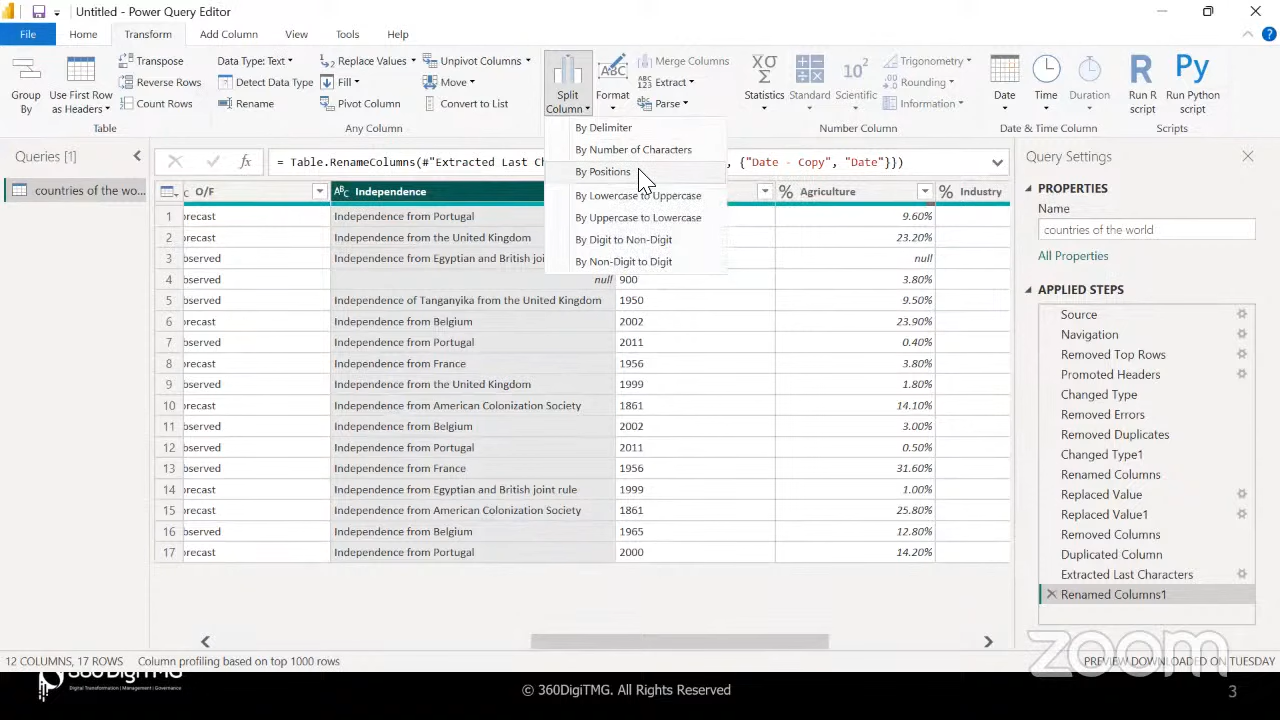 Untitled - Power Query Editor
File Home Transform Add Column View Tools Help
Group By
Use First Row as Headers
Transpose
Reverse Rows
Count Rows
Table
Data Type: Text
Detect Data Type
Rename
Replace Values
Fill
Pivot Column
Unpivot Columns
Move
Convert to List
Any Column
Split Column
Format
Merge Columns
Extract
Parse
Statistics
Standard
Scientific
Trigonometry
Rounding
Information
Number Column
Date
Time
Duration
Date & Time Column
Run R script
Run Python script
Scripts
By Delimiter
By Number of Characters
By Positions
By Lowercase to Uppercase
By Uppercase to Lowercase
By Digit to Non-Digit
By Non-Digit to Digit
Queries [1]
countries of the wo...
= Table.RenameColumns(#"Extracted Last Ch , {"Date - Copy", "Date"}})
O/F Independence Agriculture Industry
1 orecast Independence from Portugal 9.60%
2 orecast Independence from the United Kingdom 23.20%
3 bserved Independence from Egyptian and British joi null
4 bserved null 900 3.80%
5 bserved Independence of Tanganyika from the United Kingdom 1950 9.50%
6 orecast Independence from Belgium 2002 23.90%
7 bserved Independence from Portugal 2011 0.40%
8 orecast Independence from France 1956 3.80%
9 bserved Independence from the United Kingdom 1999 1.80%
10 orecast Independence from American Colonization Society 1861 14.10%
11 bserved Independence from Belgium 2002 3.00%
12 bserved Independence from Portugal 2011 0.50%
13 bserved Independence from France 1956 31.60%
14 orecast Independence from Egyptian and British joint rule 1999 1.00%
15 bserved Independence from American Colonization Society 1861 25.80%
16 bserved Independence from Belgium 1965 12.80%
17 orecast Independence from Portugal 2000 14.20%
Query Settings
PROPERTIES
Name
countries of the world
All Properties
APPLIED STEPS
Source
Navigation
Removed Top Rows
Promoted Headers
Changed Type
Removed Errors
Removed Duplicates
Changed Type1
Renamed Columns
Replaced Value
Replaced Value1
Removed Columns
Duplicated Column
Extracted Last Characters
Renamed Columns1
12 COLUMNS, 17 ROWS Column profiling based on top 1000 rows
PREVIEW DOWNLOADED ON TUESDAY
zoom
360DigiTMG
Digital Transformation | Management | Governance
© 360DigiTMG. All Rights Reserved
3